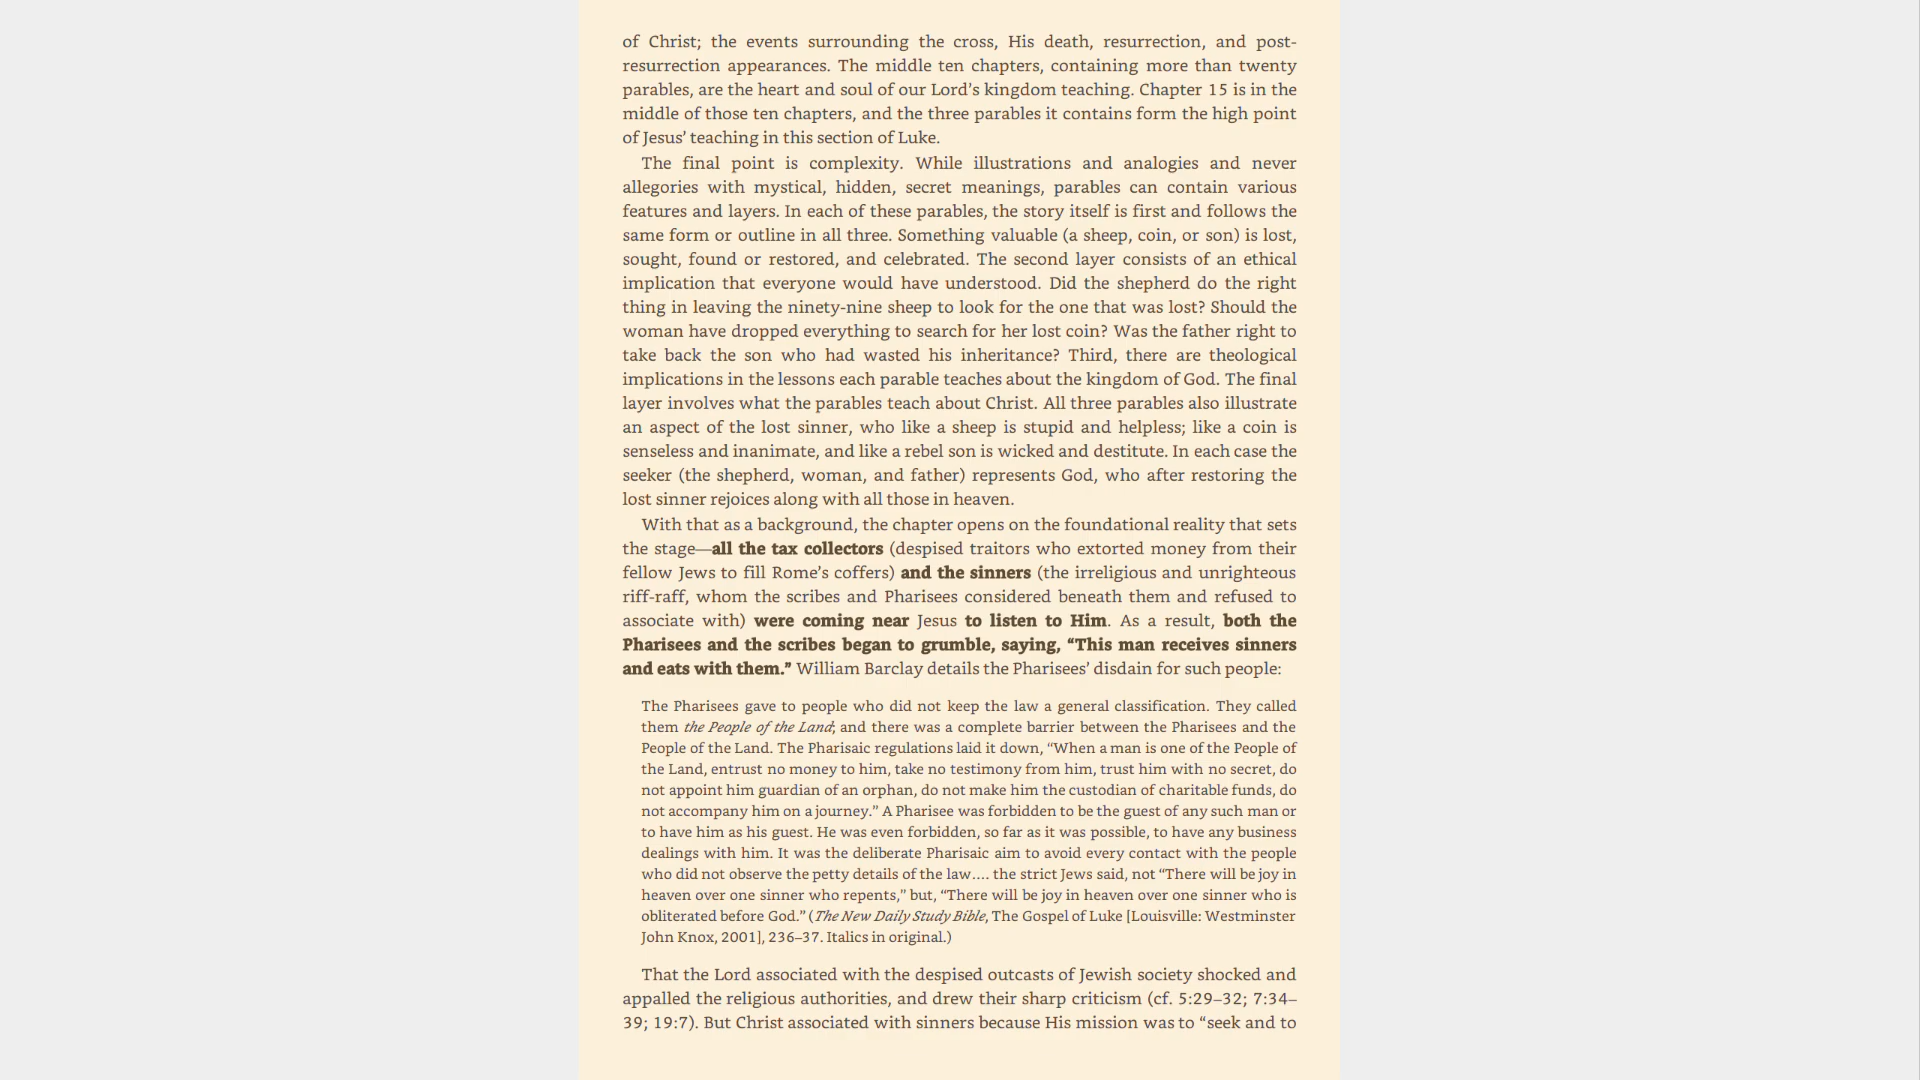 of Christ; the events surrounding the cross, His death, resurrection, and post-
resurrection appearances. The middle ten chapters, containing more than twenty
parables, are the heart and soul of our Lord’s kingdom teaching. Chapter 15 is in the
middle of those ten chapters, and the three parables it contains form the high point
of Jesus’ teaching in this section of Luke.
The final point is complexity. While illustrations and analogies and never
allegories with mystical, hidden, secret meanings, parables can contain various
features and layers. In each of these parables, the story itself is first and follows the
same form or outline in all three. Something valuable (a sheep, coin, or son) is lost,
sought, found or restored, and celebrated. The second layer consists of an ethical
implication that everyone would have understood. Did the shepherd do the right
thing in leaving the ninety-nine sheep to look for the one that was lost? Should the
woman have dropped everything to search for her lost coin? Was the father right to
take back the son who had wasted his inheritance? Third, there are theological
implications in the lessons each parable teaches about the kingdom of God. The final
layer involves what the parables teach about Christ. All three parables also illustrate
an aspect of the lost sinner, who like a sheep is stupid and helpless; like a coin is
senseless and inanimate, and like a rebel son is wicked and destitute. In each case the
seeker (the shepherd, woman, and father) represents God, who after restoring the
lost sinner rejoices along with all those in heaven.
With that as a background, the chapter opens on the foundational reality that sets
the stage—all the tax collectors (despised traitors who extorted money from their
fellow Jews to fill Rome’s coffers) and the sinners (the irreligious and unrighteous
riff-raff, whom the scribes and Pharisees considered beneath them and refused to
associate with) were coming near Jesus to listen to Him. As a result, both the
Pharisees and the scribes began to grumble, saying, “This man receives sinners
and eats with them.” William Barclay details the Pharisees’ disdain for such people:
The Pharisees gave to people who did not keep the law a general classification. They called
them the People of the Land; and there was a complete barrier between the Pharisees and the
People of the Land. The Pharisaic regulations laid it down, “When a man is one of the People of
the Land, entrust no money to him, take no testimony from him, trust him with no secret, do
not appoint him guardian of an orphan, do not make him the custodian of charitable funds, do
not accompany him on a journey.” A Pharisee was forbidden to be the guest of any such man or
to have him as his guest. He was even forbidden, so far as it was possible, to have any business
dealings with him. It was the deliberate Pharisaic aim to avoid every contact with the people
who did not observe the petty details of the law.... the strict Jews said, not “There will be joy in
heaven over one sinner who repents,” but, “There will be joy in heaven over one sinner who is
obliterated before God.” (The New Daily Study Bible, The Gospel of Luke [Louisville: Westminster
John Knox, 2001], 236–37. Italics in original.)
That the Lord associated with the despised outcasts of Jewish society shocked and
appalled the religious authorities, and drew their sharp criticism (cf. 5:29–32; 7:34–
39; 19:7). But Christ associated with sinners because His mission was to “seek and to